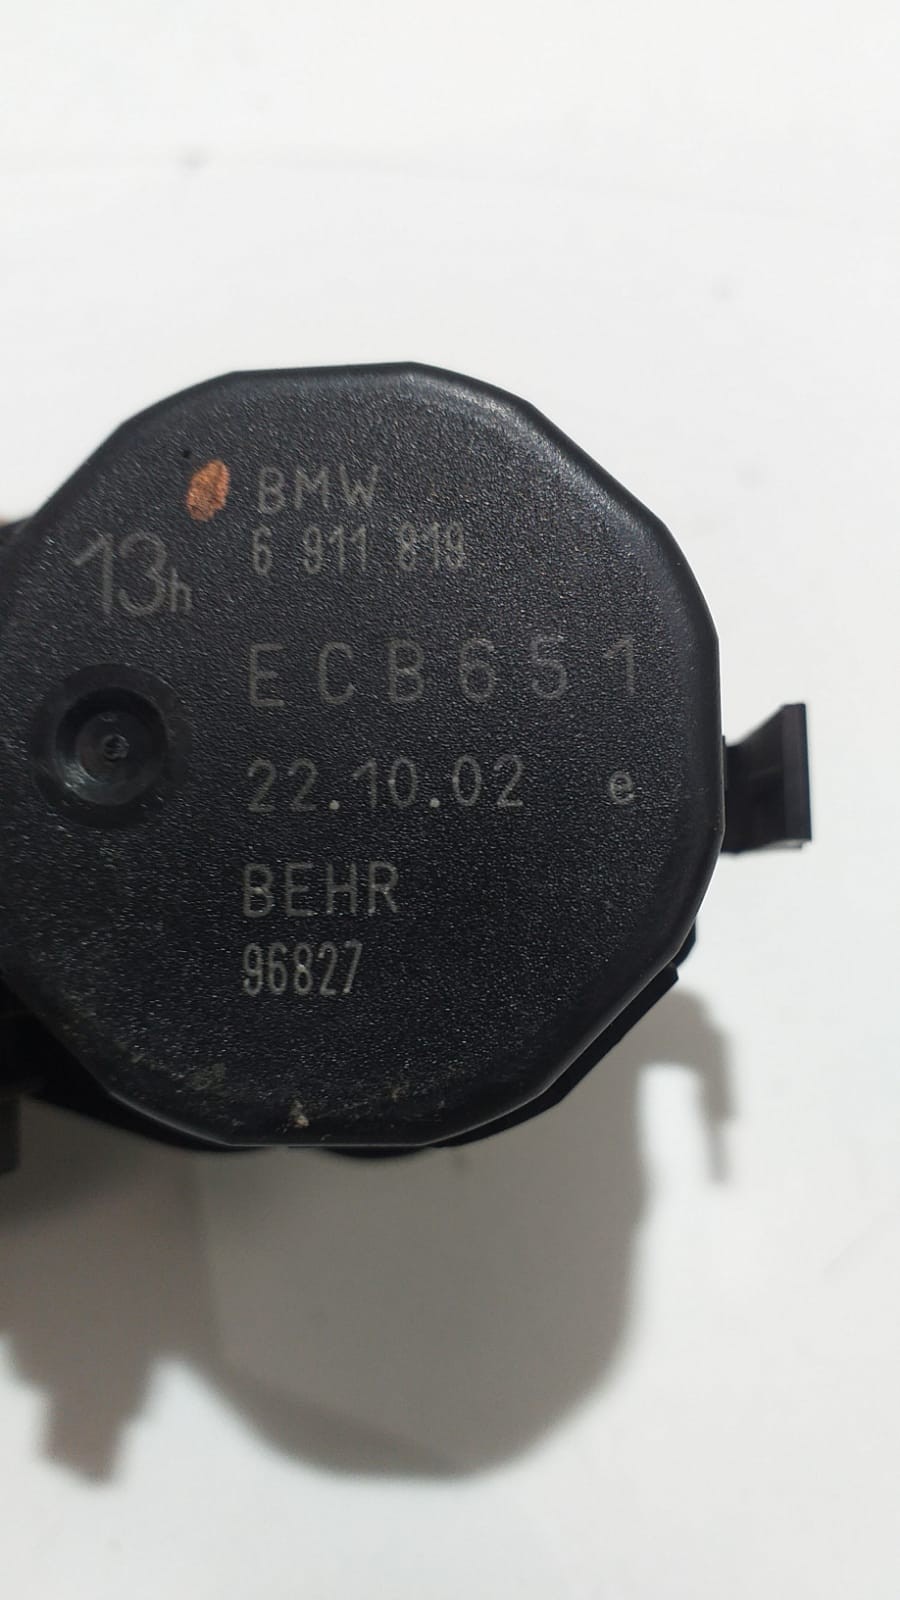 BMW
6 911 819
13h
ECB651
22.10.02 e
BEHR
96827